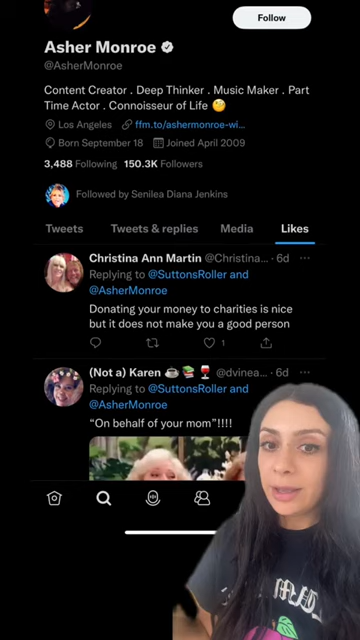 Follow
Asher Monroe
@AsherMonroe
Content Creator . Deep Thinker . Music Maker . Part
Time Actor . Connoisseur of Life 🧐
Los Angeles ffm.to/ashermonroe-wi...
Born September 18 Joined April 2009
3,488 Following 150.3K Followers
Followed by Senilea Diana Jenkins
Tweets Tweets & replies Media Likes
Christina Ann Martin @Christina... · 6d
Replying to @SuttonsRoller and
@AsherMonroe
Donating your money to charities is nice
but it does not make you a good person
1
(Not a) Karen ☕📚🍷 @dvinea... · 6d
Replying to @SuttonsRoller and
@AsherMonroe
“On behalf of your mom”!!!!